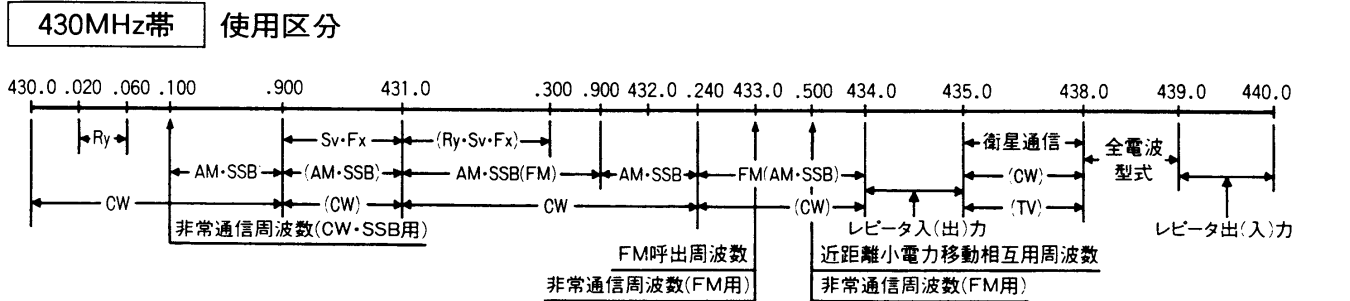 430MHz帯 使用区分
430.0 .020 .060 .100 .900 431.0 .300 .900 432.0 .240 433.0 .500 434.0 435.0 438.0 439.0 440.0
Ry Sv・Fx (Ry・Sv・Fx) 衛星通信 全電波
AM・SSB (AM・SSB) AM・SSB(FM) AM・SSB FM(AM・SSB) (CW) 型式
CW (CW) CW (CW) (TV)
非常通信周波数(CW・SSB用) レピータ入(出)力 レピータ出(入)力
FM呼出周波数 近距離小電力移動相互用周波数
非常通信周波数(FM用) 非常通信周波数(FM用)